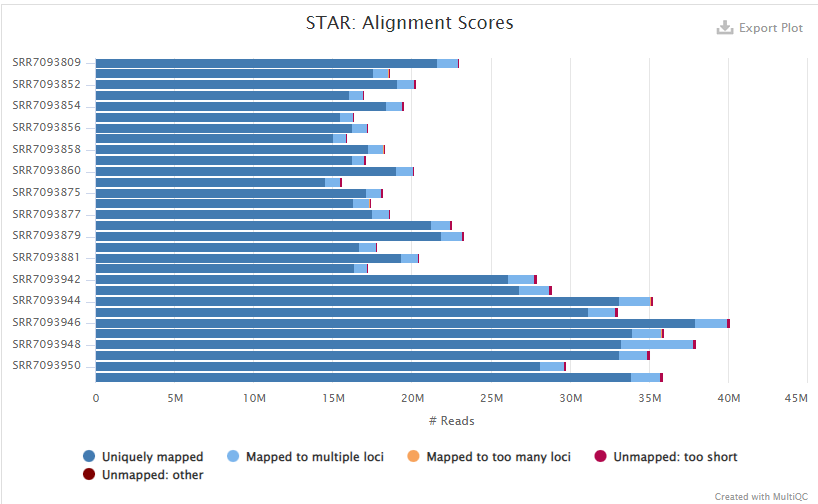 STAR: Alignment Scores
Export Plot
SRR7093809
SRR7093852
SRR7093854
SRR7093856
SRR7093858
SRR7093860
SRR7093875
SRR7093877
SRR7093879
SRR7093881
SRR7093942
SRR7093944
SRR7093946
SRR7093948
SRR7093950
0 5M 10M 15M 20M 25M 30M 35M 40M 45M
# Reads
Uniquely mapped Mapped to multiple loci Mapped to too many loci Unmapped: too short
Unmapped: other
Created with MultiQC